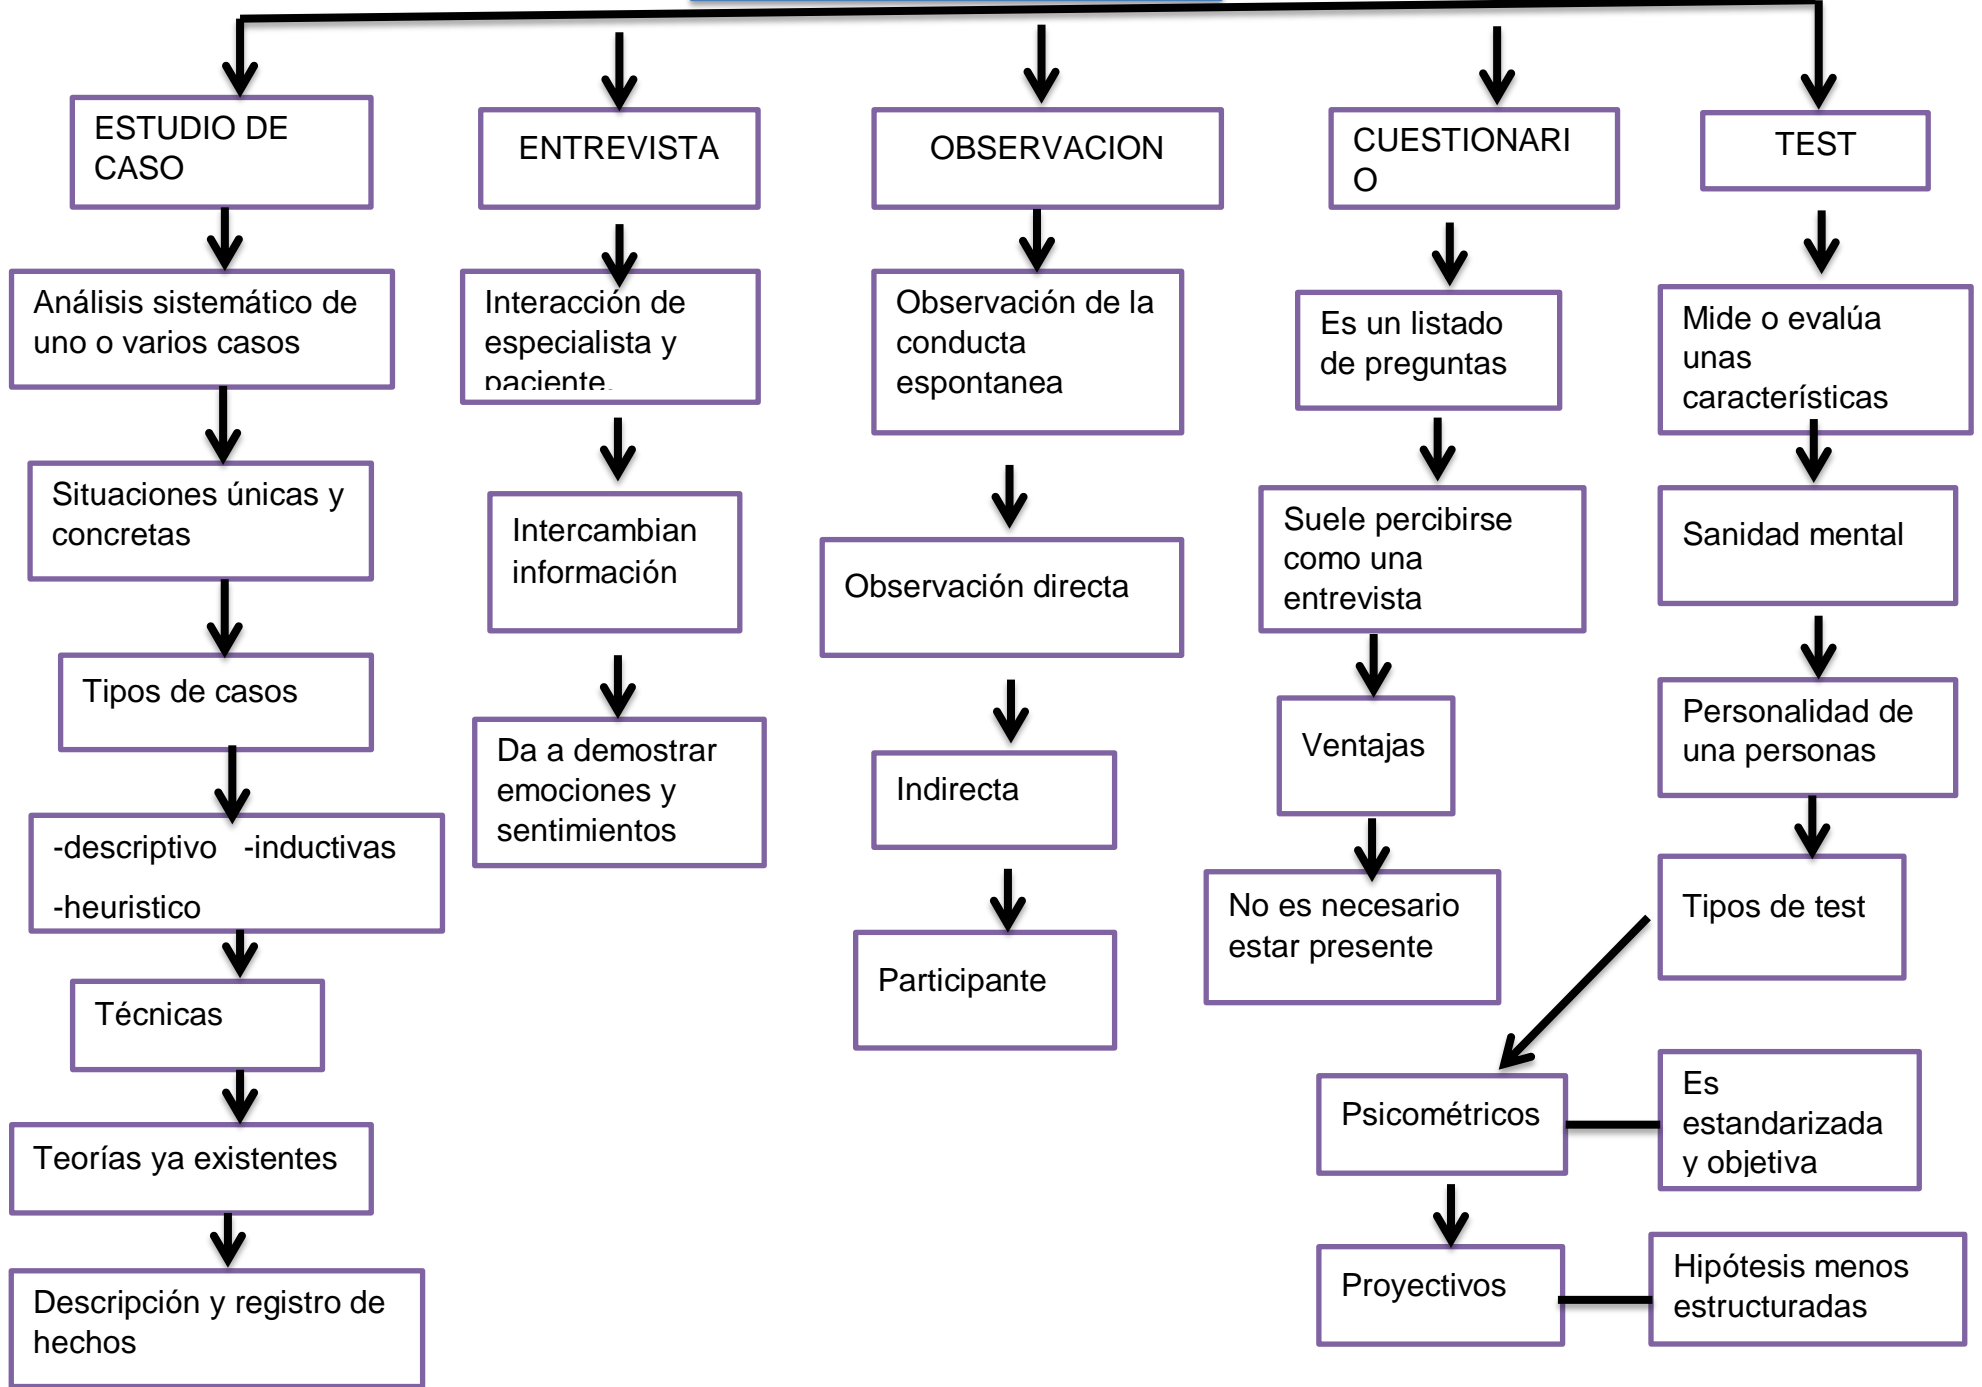 ESTUDIO DE
CASO
Análisis sistemático de
uno o varios casos
Situaciones únicas y
concretas
Tipos de casos
-descriptivo -inductivas
-heuristico
Técnicas
Teorías ya existentes
Descripción y registro de
hechos
ENTREVISTA
Interacción de
especialista y
paciente.
Intercambian
información
Da a demostrar
emociones y
sentimientos
OBSERVACION
Observación de la
conducta
espontanea
Observación directa
Indirecta
Participante
CUESTIONARI
O
Es un listado
de preguntas
Suele percibirse
como una
entrevista
Ventajas
No es necesario
estar presente
TEST
Mide o evalúa
unas
características
Sanidad mental
Personalidad de
una personas
Tipos de test
Psicométricos
Es
estandarizada
y objetiva
Proyectivos
Hipótesis menos
estructuradas